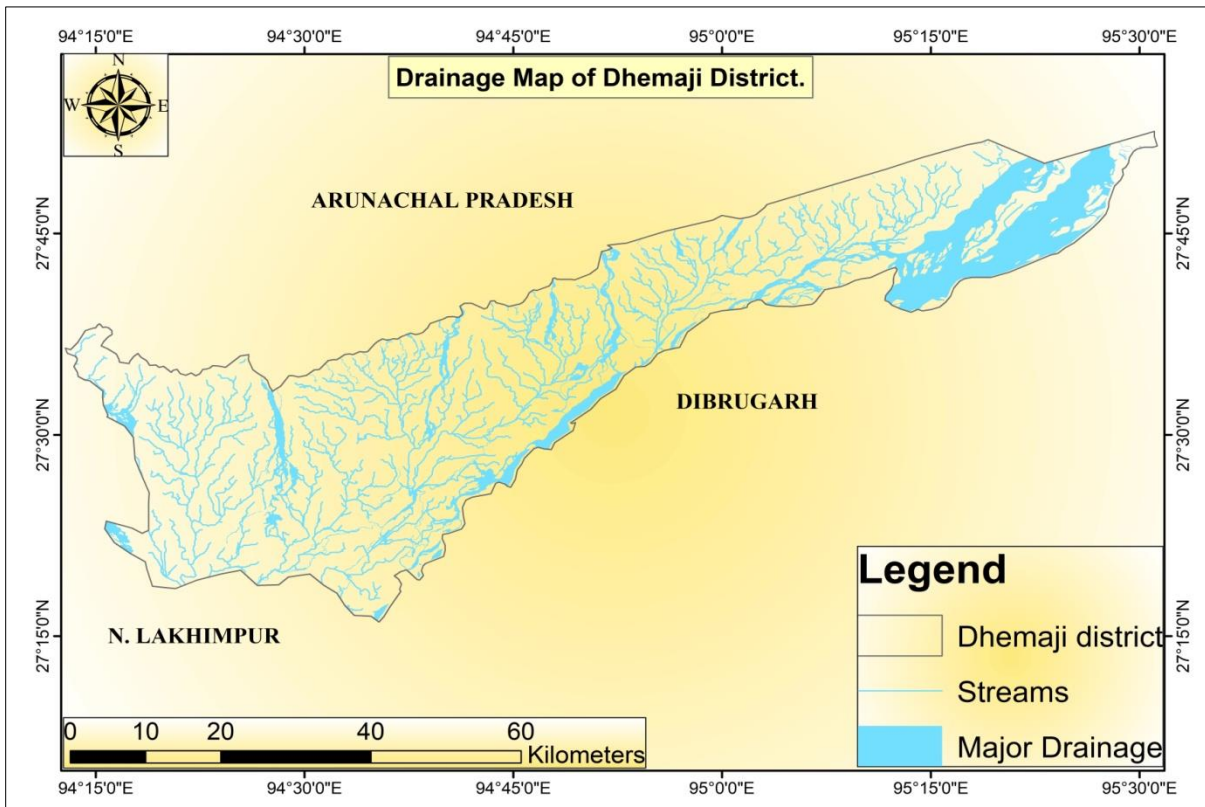 94°15'0"E 94°30'0"E 94°45'0"E 95°0'0"E 95°15'0"E 95°30'0"E
N
W E
S
Drainage Map of Dhemaji District.
ARUNACHAL PRADESH
27°45'0"N 27°45'0"N
DIBRUGARH
27°30'0"N 27°30'0"N
N. LAKHIMPUR
27°15'0"N 27°15'0"N
Legend
Dhemaji district
Streams
Major Drainage
0 10 20 40 60
Kilometers
94°15'0"E 94°30'0"E 94°45'0"E 95°0'0"E 95°15'0"E 95°30'0"E